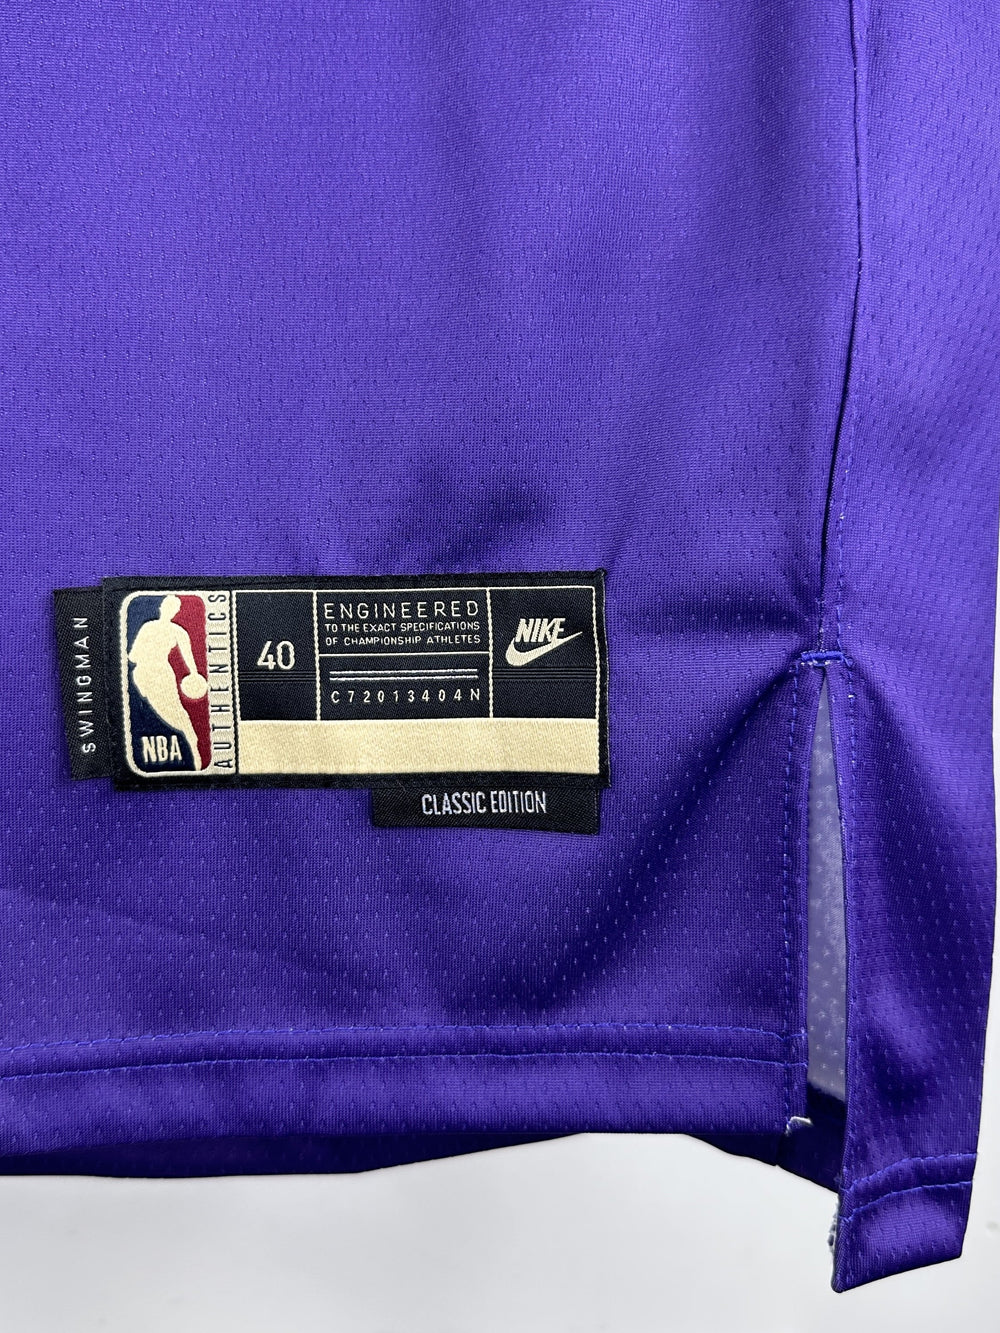 SWINGMAN
NBA
AUTHENTICS
40
ENGINEERED
TO THE EXACT SPECIFICATIONS
OF CHAMPIONSHIP ATHLETES
C72013404N
NIKE
CLASSIC EDITION